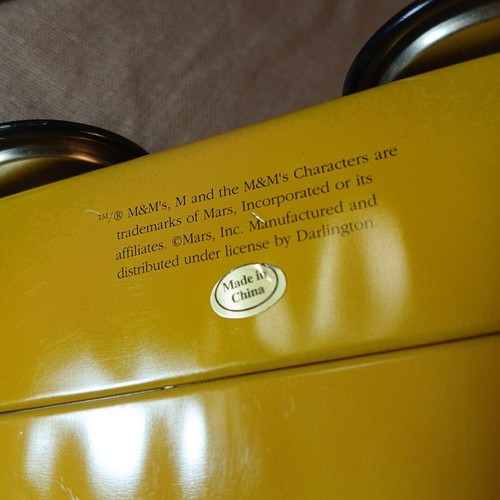 ™/® M&M's, M and the M&M's Characters are
trademarks of Mars, Incorporated or its
affiliates. ©Mars, Inc. Manufactured and
distributed under license by Darlington.
Made in
China